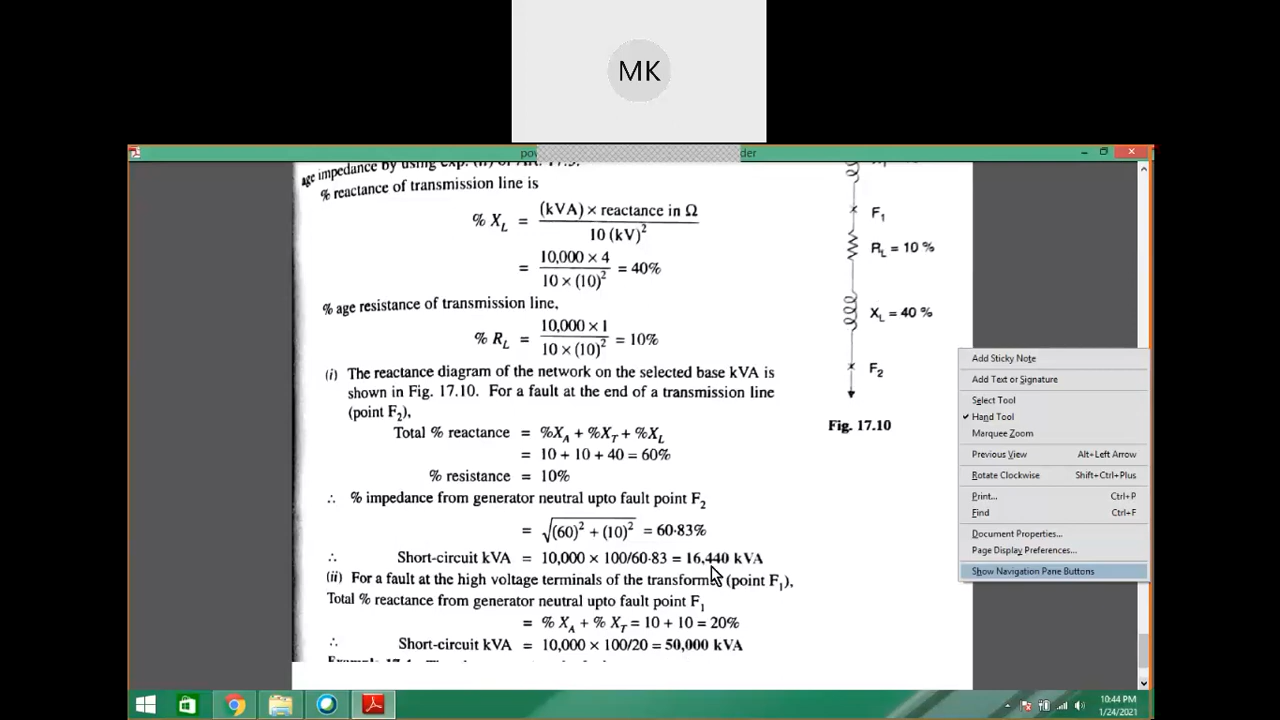 MK
pow
der
age impedance by using exp.
% reactance of transmission line is
% X_L = (kVA) × reactance in Ω
10 (kV)²
= 10,000 × 4
10 × (10)² = 40%
% age resistance of transmission line,
% R_L = 10,000 × 1
10 × (10)² = 10%
(i) The reactance diagram of the network on the selected base kVA is
shown in Fig. 17.10. For a fault at the end of a transmission line
(point F₂),
Total % reactance = %X_A + %X_T + %X_L
= 10 + 10 + 40 = 60%
% resistance = 10%
∴ % impedance from generator neutral upto fault point F₂
= √(60)² + (10)² = 60·83%
∴ Short-circuit kVA = 10,000 × 100/60·83 = 16,440 kVA
(ii) For a fault at the high voltage terminals of the transform (point F₁),
Total % reactance from generator neutral upto fault point F₁
= % X_A + % X_T = 10 + 10 = 20%
∴ Short-circuit kVA = 10,000 × 100/20 = 50,000 kVA
F₁
R_L = 10 %
X_L = 40 %
F₂
Fig. 17.10
Add Sticky Note
Add Text or Signature
Select Tool
Hand Tool
Marquee Zoom
Previous View Alt+Left Arrow
Rotate Clockwise Shift+Ctrl+Plus
Print... Ctrl+P
Find Ctrl+F
Document Properties...
Page Display Preferences...
Show Navigation Pane Buttons
10:44 PM
1/24/2021